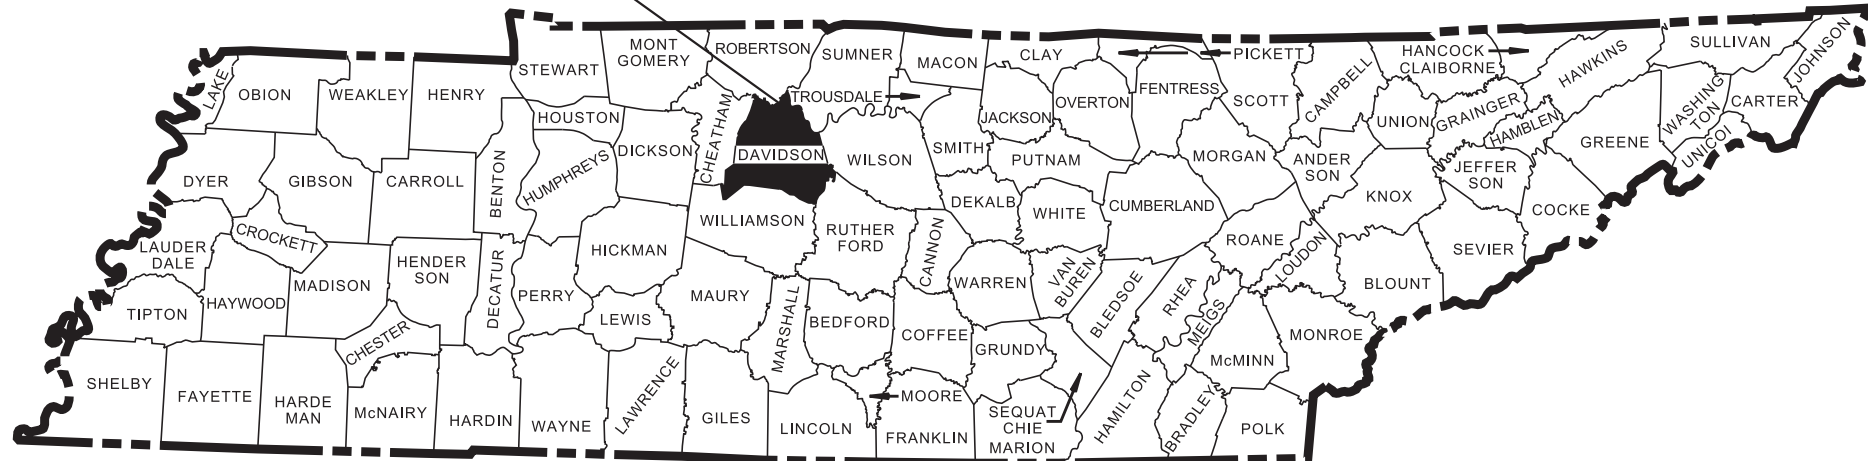 LAKE
OBION
WEAKLEY
HENRY
STEWART
MONT
GOMERY
ROBERTSON
SUMNER
MACON
CLAY
PICKETT
HANCOCK
CLAIBORNE
HAWKINS
SULLIVAN
JOHNSON
TROUSDALE
HOUSTON
CHEATHAM
JACKSON
OVERTON
FENTRESS
SCOTT
CAMPBELL
UNION
GRAINGER
HAMBLEN
WASHING
TON
CARTER
UNICOI
GREENE
DYER
GIBSON
CARROLL
BENTON
HUMPHREYS
DICKSON
DAVIDSON
WILSON
SMITH
PUTNAM
MORGAN
ANDER
SON
KNOX
JEFFER
SON
COCKE
LAUDER
DALE
CROCKETT
HENDER
SON
DECATUR
HICKMAN
WILLIAMSON
RUTHER
FORD
CANNON
DEKALB
WHITE
CUMBERLAND
ROANE
LOUDON
SEVIER
TIPTON
HAYWOOD
MADISON
PERRY
LEWIS
MAURY
MARSHALL
BEDFORD
COFFEE
WARREN
VAN
BUREN
BLEDSOE
RHEA
MEIGS
BLOUNT
MONROE
McMINN
GRUNDY
SHELBY
FAYETTE
HARDE
MAN
CHESTER
McNAIRY
HARDIN
WAYNE
LAWRENCE
GILES
LINCOLN
MOORE
FRANKLIN
SEQUAT
CHIE
MARION
HAMILTON
BRADLEY
POLK